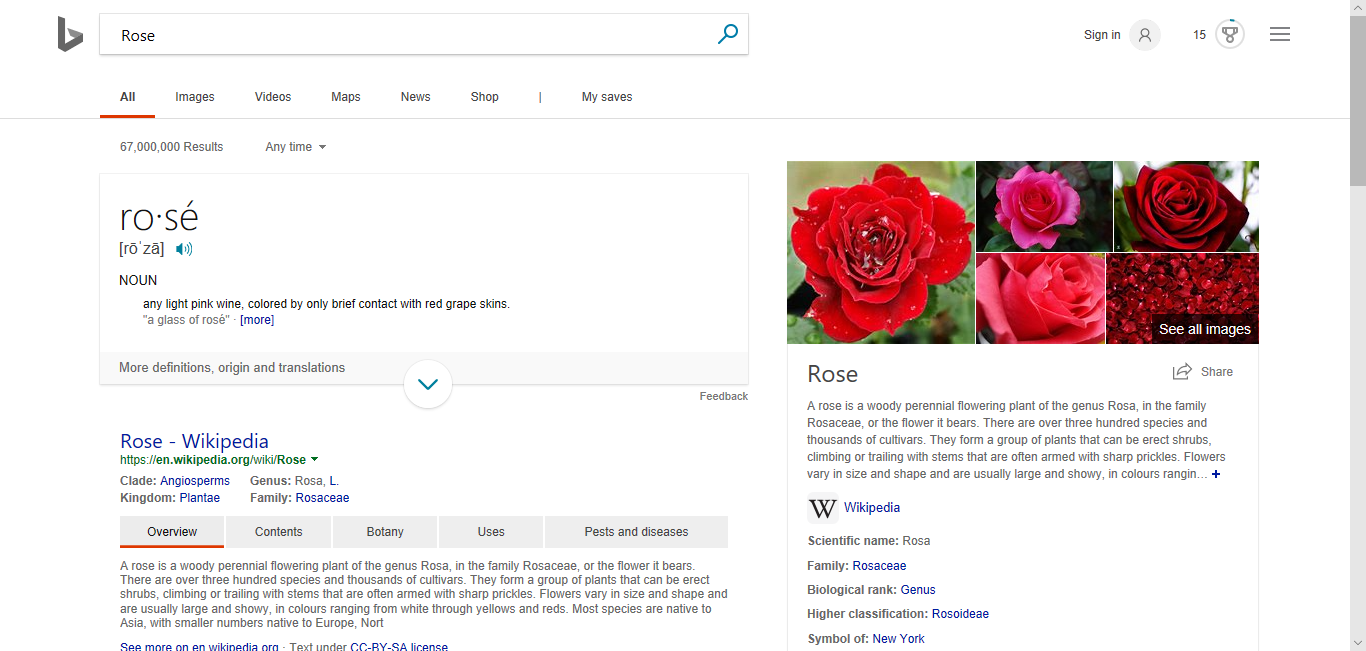 Rose
Sign in
15
All Images Videos Maps News Shop | My saves
67,000,000 Results Any time
ro·sé
[rōˈzā]
NOUN
any light pink wine, colored by only brief contact with red grape skins.
"a glass of rosé" · [more]
More definitions, origin and translations
Feedback
Rose - Wikipedia
https://en.wikipedia.org/wiki/Rose
Clade: Angiosperms Genus: Rosa, L.
Kingdom: Plantae Family: Rosaceae
Overview Contents Botany Uses Pests and diseases
A rose is a woody perennial flowering plant of the genus Rosa, in the family Rosaceae, or the flower it bears.
There are over three hundred species and thousands of cultivars. They form a group of plants that can be erect
shrubs, climbing or trailing with stems that are often armed with sharp prickles. Flowers vary in size and shape and
are usually large and showy, in colours ranging from white through yellows and reds. Most species are native to
Asia, with smaller numbers native to Europe, Nort
See more on en.wikipedia.org · Text under CC-BY-SA license
See all images
Rose
Share
A rose is a woody perennial flowering plant of the genus Rosa, in the family
Rosaceae, or the flower it bears. There are over three hundred species and
thousands of cultivars. They form a group of plants that can be erect shrubs,
climbing or trailing with stems that are often armed with sharp prickles. Flowers
vary in size and shape and are usually large and showy, in colours rangin... +
W Wikipedia
Scientific name: Rosa
Family: Rosaceae
Biological rank: Genus
Higher classification: Rosoideae
Symbol of: New York